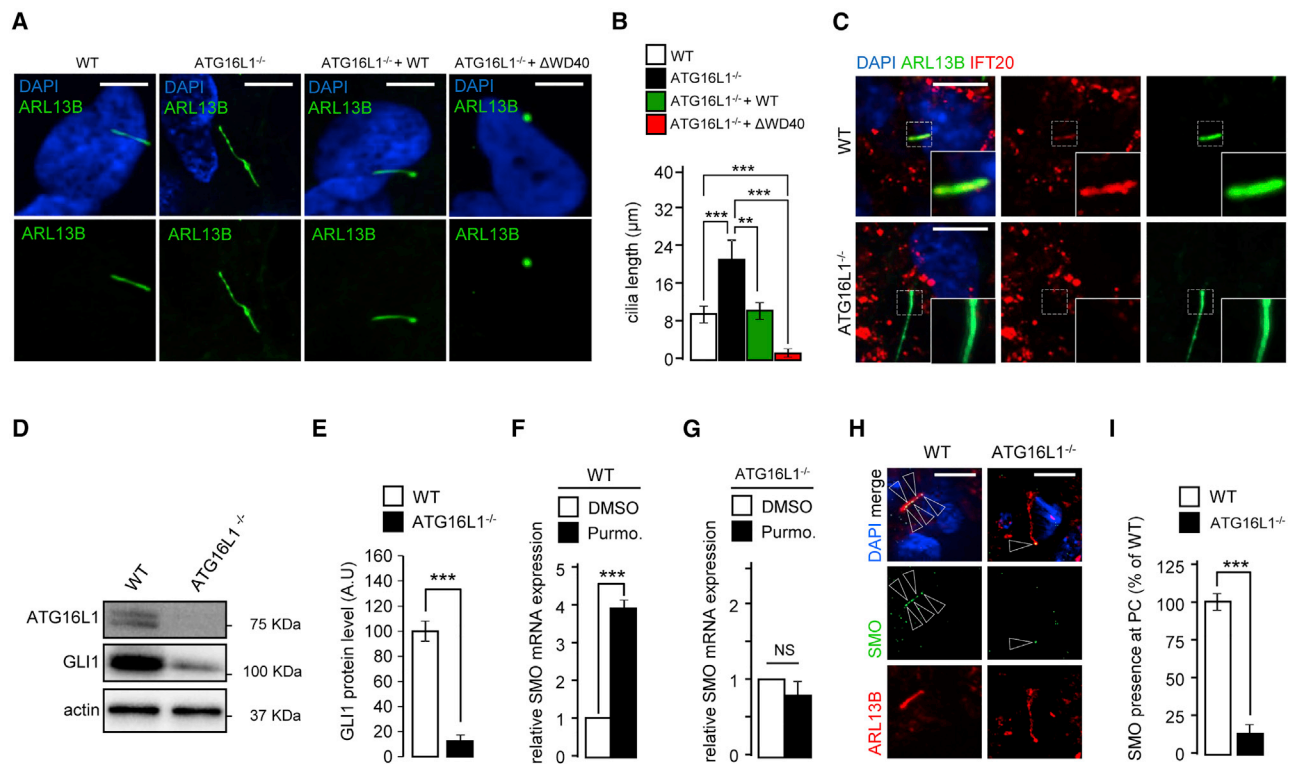 A
WT
ATG16L1-/-
ATG16L1-/- + WT
ATG16L1-/- + ΔWD40
DAPI
ARL13B
DAPI
ARL13B
DAPI
ARL13B
DAPI
ARL13B
ARL13B
ARL13B
ARL13B
ARL13B
B
WT
ATG16L1-/-
ATG16L1-/- + WT
ATG16L1-/- + ΔWD40
cilia length (µm)
40
32
24
16
8
0
***
***
***
**
C
DAPI ARL13B IFT20
WT
ATG16L1-/-
D
WT
ATG16L1-/-
ATG16L1
75 KDa
GLI1
100 KDa
actin
37 KDa
E
WT
ATG16L1-/-
GLI1 protein level (A.U)
160
140
120
100
80
60
40
20
0
***
F
WT
DMSO
Purmo.
relative SMO mRNA expression
5
4
3
2
1
0
***
G
ATG16L1-/-
DMSO
Purmo.
relative SMO mRNA expression
2
1
0
NS
H
WT
ATG16L1-/-
DAPI merge
SMO
ARL13B
I
WT
ATG16L1-/-
SMO presence at PC (% of WT)
125
100
75
50
25
0
***